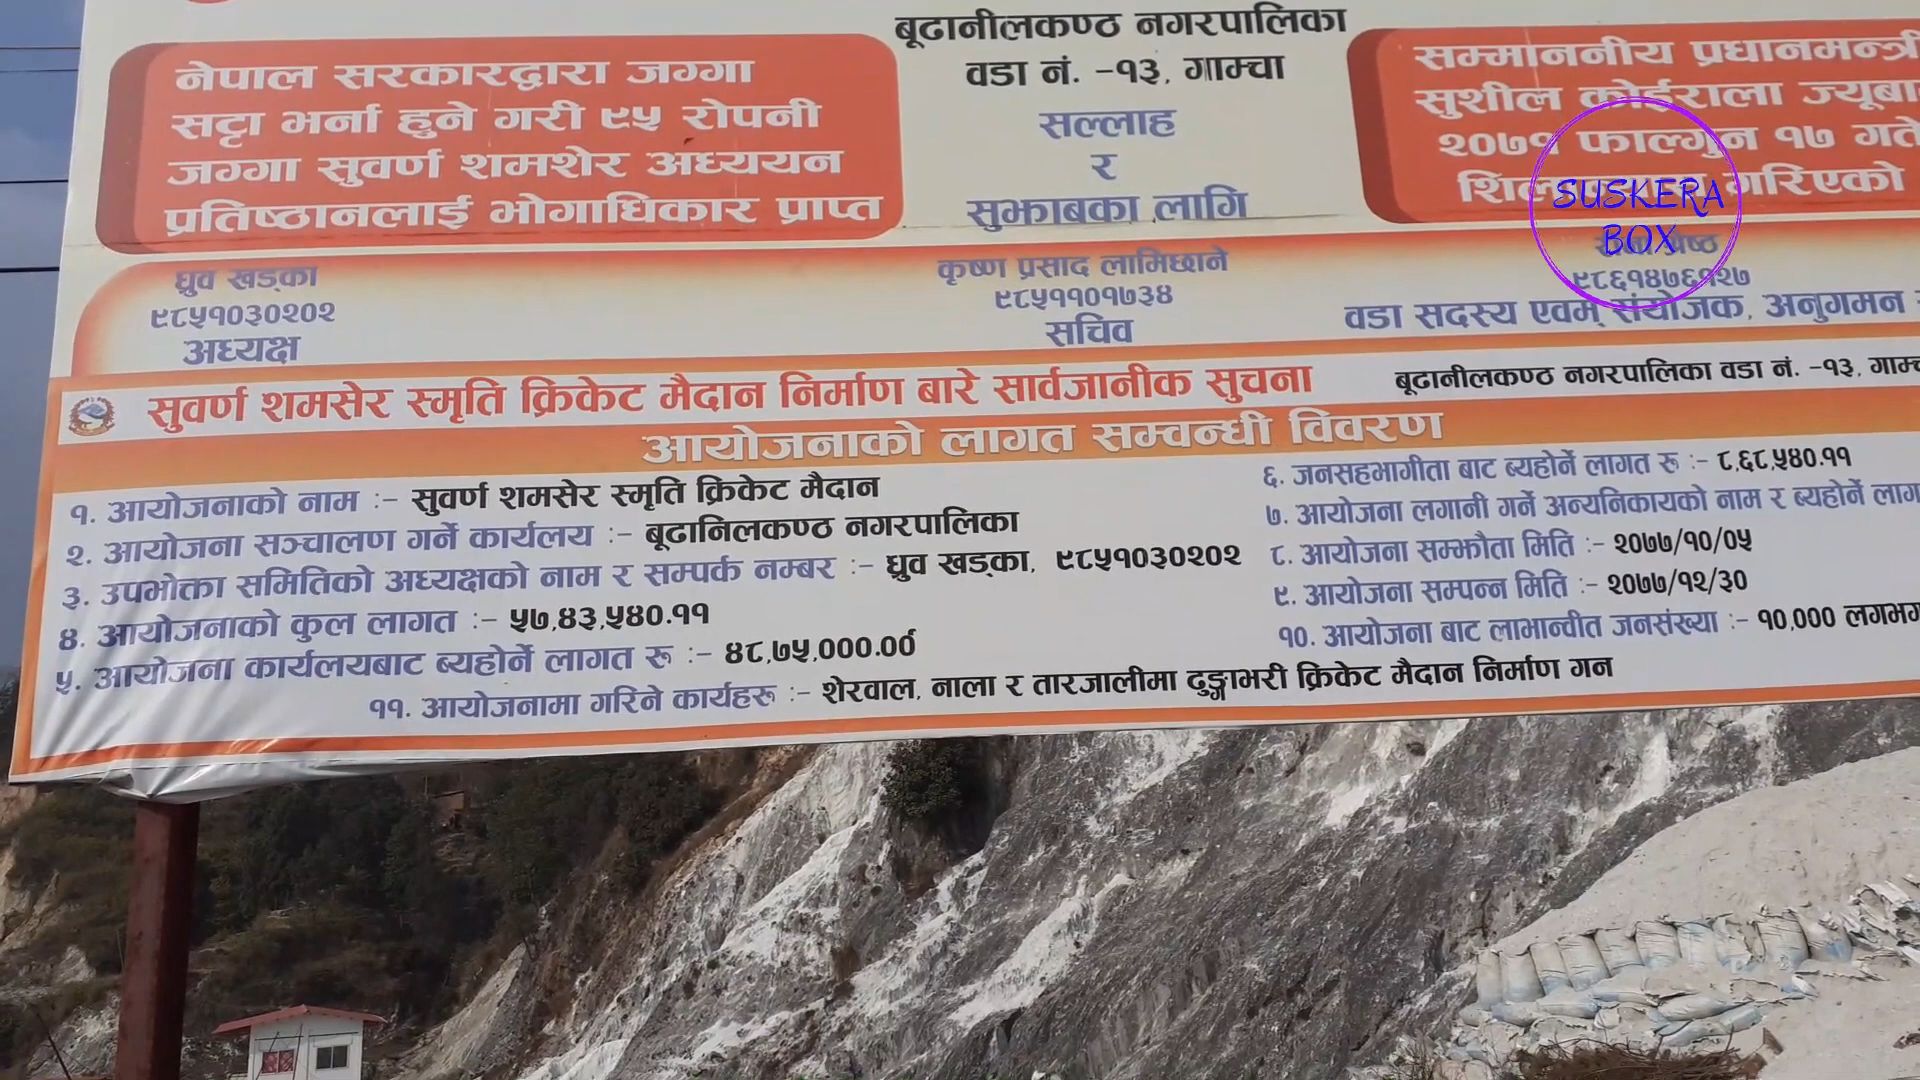 बूढानीलकण्ठ नगरपालिका
वडा नं. -१३, गाम्चा
सल्लाह
र
सुझाबका लागि
नेपाल सरकारद्वारा जग्गा
सट्टा भर्ना हुने गरी ९५ रोपनी
जग्गा सुवर्ण शमशेर अध्ययन
प्रतिष्ठानलाई भोगाधिकार प्राप्त
सम्माननीय प्रधानमन्त्री
सुशील कोईराला ज्यूबा
२०७१ फाल्गुन १७ गते
गरिएको
SUSKERA
BOX
ध्रुव खड्का
९८५१०३०२०२
अध्यक्ष
कृष्ण प्रसाद लामिछाने
९८५११०१७३४
सचिव
९८६१४७६१२७
वडा सदस्य एवम् संयोजक, अनुगमन
सुवर्ण शमसेर स्मृति क्रिकेट मैदान निर्माण बारे सार्वजानीक सुचना
बूढानीलकण्ठ नगरपालिका वडा नं. -१३, गाम्च
आयोजनाको लागत सम्वन्धी विवरण
१. आयोजनाको नाम :- सुवर्ण शमसेर स्मृति क्रिकेट मैदान
२. आयोजना सञ्चालण गर्ने कार्यलय :- बूढानिलकण्ठ नगरपालिका
३. उपभोक्ता समितिको अध्यक्षको नाम र सम्पर्क नम्बर :- ध्रुव खड्का, ९८५१०३०२०२
४. आयोजनाको कुल लागत :- ५७,४३,५४०.११
५. आयोजना कार्यलयबाट ब्यहोर्ने लागत रू :- ४८,७५,०००.००
६. जनसहभागीता बाट ब्यहोर्ने लागत रू :- ८,६८,५४०.११
७. आयोजना लगानी गर्ने अन्यनिकायको नाम र ब्यहोर्ने लाग
८. आयोजना सम्झौता मिति :- २०७७/१०/०५
९. आयोजना सम्पन्न मिति :- २०७७/१२/३०
१०. आयोजना बाट लाभान्वीत जनसंख्या :- १०,००० लगभग
११. आयोजनामा गरिने कार्यहरू :- शेरवाल, नाला र तारजालीमा ढुङ्गाभरी क्रिकेट मैदान निर्माण गन